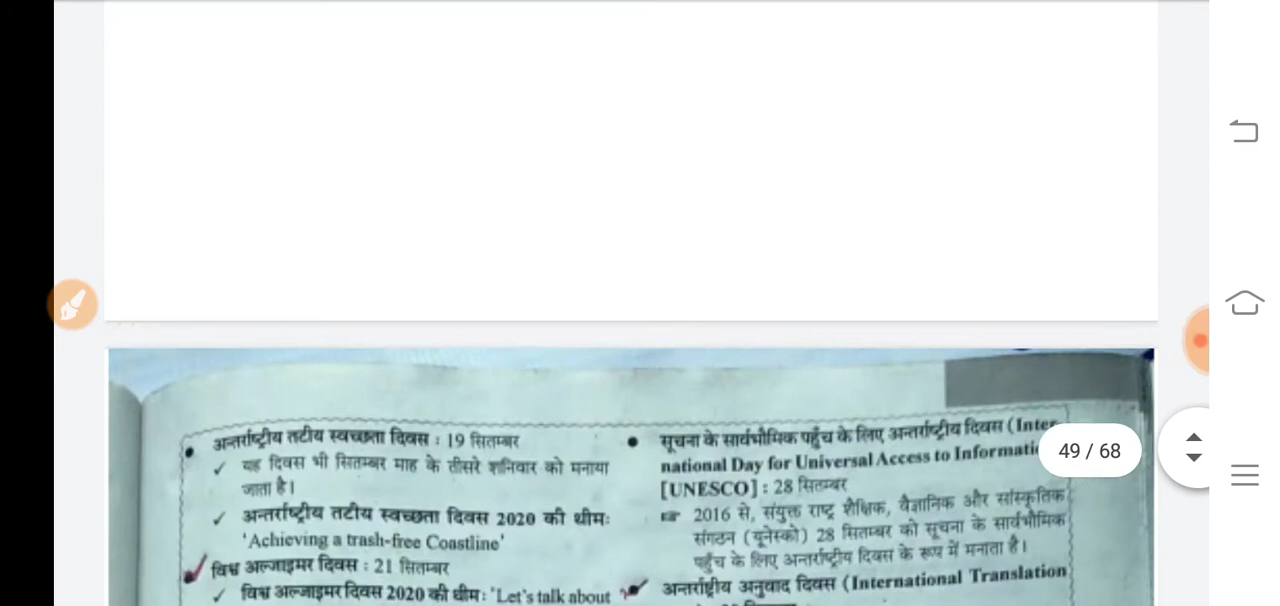 अन्तर्राष्ट्रीय तटीय स्वच्छता दिवस : 19 सितम्बर
✓ यह दिवस भी सितम्बर माह के तीसरे शनिवार को मनाया
जाता है।
✓ अन्तर्राष्ट्रीय तटीय स्वच्छता दिवस 2020 की थीमः
'Achieving a trash-free Coastline'
विश्व अल्जाइमर दिवस : 21 सितम्बर
✓ विश्व अल्जाइमर दिवस 2020 की थीमः 'Let's talk about
सूचना के सार्वभौमिक पहुँच के लिए अन्तर्राष्ट्रीय दिवस (Inter
national Day for Universal Access to Informati
[UNESCO] : 28 सितम्बर
2016 से, संयुक्त राष्ट्र शैक्षिक, वैज्ञानिक और सांस्कृतिक
संगठन (यूनेस्को) 28 सितम्बर को सूचना के सार्वभौमिक
पहुँच के लिए अन्तर्राष्ट्रीय दिवस के रूप में मनाता है।
अन्तर्राष्ट्रीय अनुवाद दिवस (International Translation
49 / 68